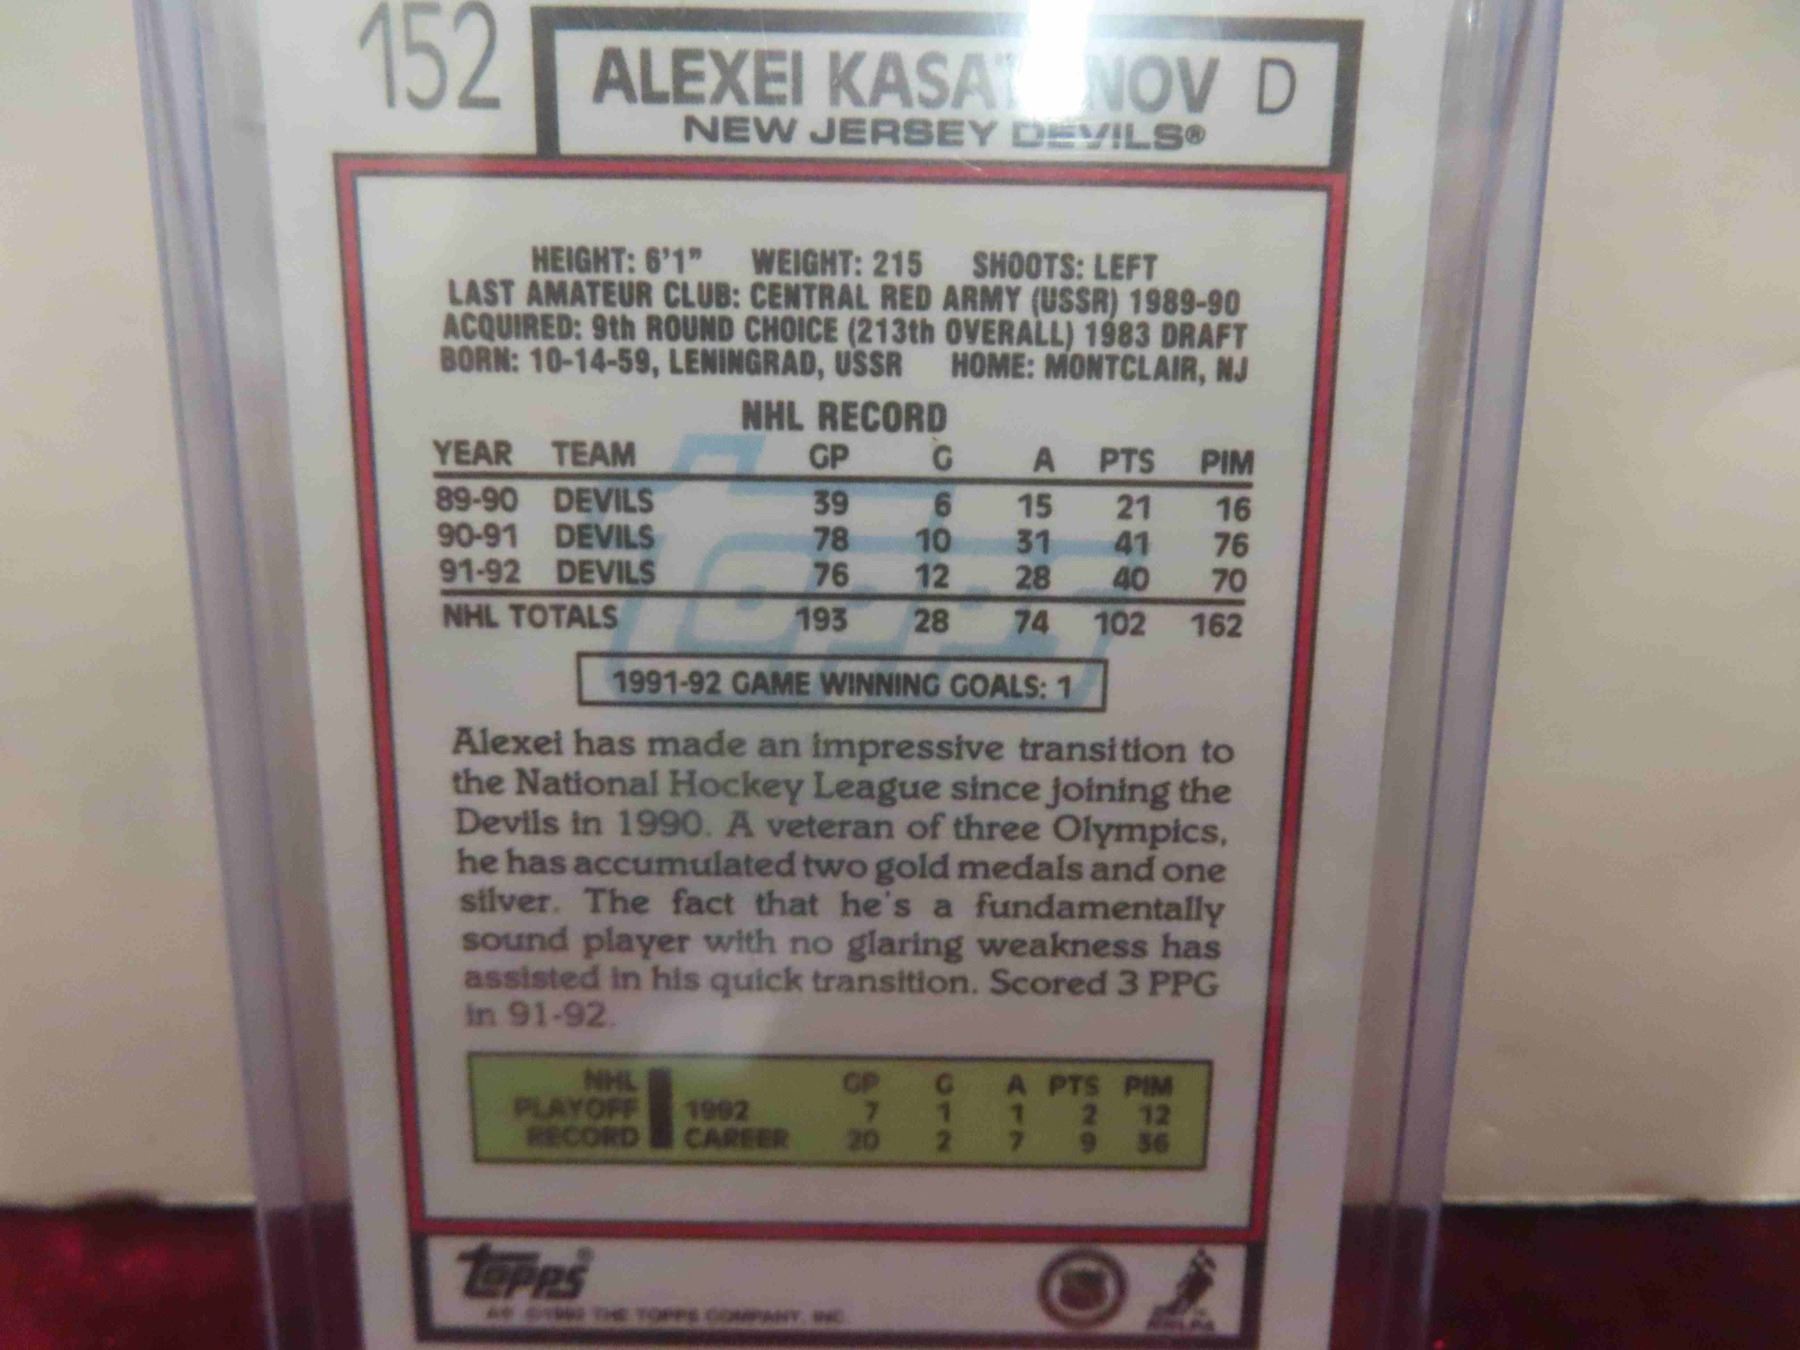 152
ALEXEI KASA NOV D
NEW JERSEY DEVILS®
HEIGHT: 6'1" WEIGHT: 215 SHOOTS: LEFT
LAST AMATEUR CLUB: CENTRAL RED ARMY (USSR) 1989-90
ACQUIRED: 9th ROUND CHOICE (213th OVERALL) 1983 DRAFT
BORN: 10-14-59, LENINGRAD, USSR HOME: MONTCLAIR, NJ
NHL RECORD
YEAR TEAM GP G A PTS PIM
89-90 DEVILS 39 6 15 21 16
90-91 DEVILS 78 10 31 41 76
91-92 DEVILS 76 12 28 40 70
NHL TOTALS 193 28 74 102 162
Topps
1991-92 GAME WINNING GOALS: 1
Alexei has made an impressive transition to
the National Hockey League since joining the
Devils in 1990. A veteran of three Olympics,
he has accumulated two gold medals and one
silver. The fact that he's a fundamentally
sound player with no glaring weakness has
assisted in his quick transition. Scored 3 PPG
in 91-92.
NHL GP G A PTS PIM
PLAYOFF 1992 7 1 1 2 12
RECORD CAREER 20 2 7 9 36
Topps®
THE TOPPS COMPANY, INC.